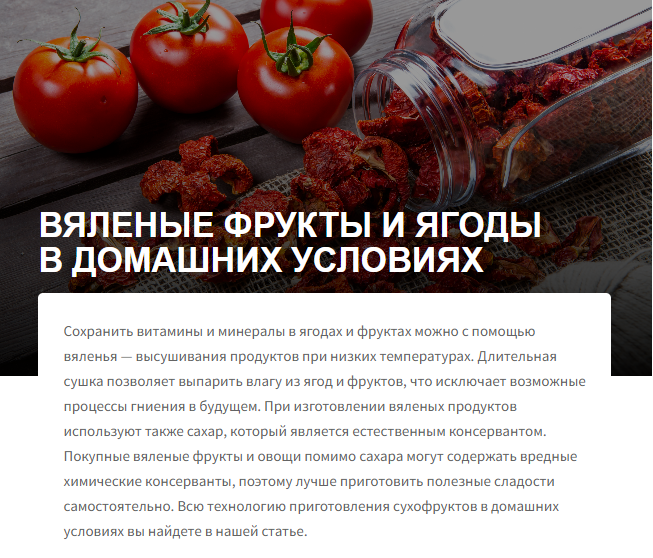 ВЯЛЕНЫЕ ФРУКТЫ И ЯГОДЫ
В ДОМАШНИХ УСЛОВИЯХ
Сохранить витамины и минералы в ягодах и фруктах можно с помощью
вяленья — высушивания продуктов при низких температурах. Длительная
сушка позволяет выпарить влагу из ягод и фруктов, что исключает возможные
процессы гниения в будущем. При изготовлении вяленых продуктов
используют также сахар, который является естественным консервантом.
Покупные вяленые фрукты и овощи помимо сахара могут содержать вредные
химические консерванты, поэтому лучше приготовить полезные сладости
самостоятельно. Всю технологию приготовления сухофруктов в домашних
условиях вы найдете в нашей статье.